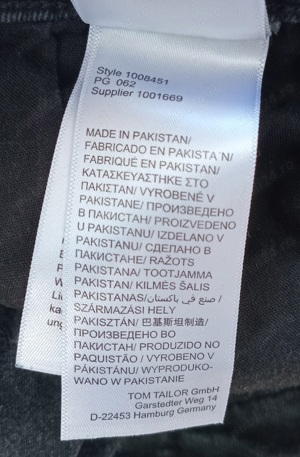 Style 1008451
PG 062
Supplier 1001669
MADE IN PAKISTAN/
FABRICADO EN PAKISTA´N/
FABRIQUÉ EN PAKISTAN/
ΚΑΤΑΣΚΕΥΑΣΤΗΚΕ ΣΤΟ
ΠΑΚΙΣΤΑΝ/ VYROBENÉ V
PAKISTANE/ ПРОИЗВЕДЕНО
В ПАКИСТАН/ PROIZVEDENO
U PAKISTANU/ IZDELANO V
PAKISTANU/ СДЕЛАНО В
ПАКИСТАНЕ/ RAŽOTS
PAKISTANA/ TOOTJAMMA
PAKISTAN/ KILMĖS ŠALIS
PAKISTANAS/صنع في باكستان /
SZÁRMAZÁSI HELY
PAKISZTÁN/ 巴基斯坦制造/
ПРОИЗВЕДЕНО ВО
ПАКИСТАН/ PRODUZIDO NO
PAQUISTÃO / VYROBENO V
PÁKISTÁNU/ WYPRODUKO-
WANO W PAKISTANIE
TOM TAILOR GmbH
Garstedter Weg 14
D-22453 Hamburg Germany